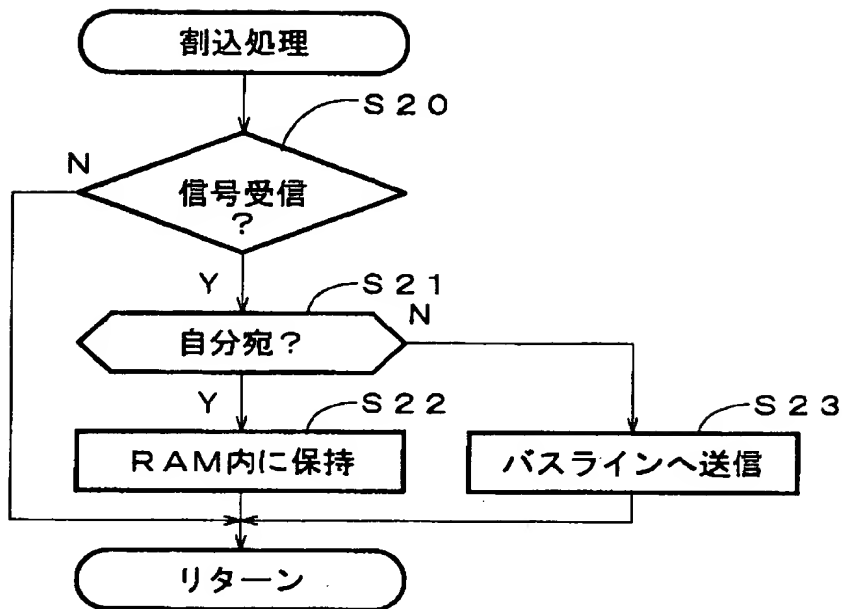 割込処理
S20
N
信号受信
?
Y
S21
N
自分宛?
Y
S22
S23
RAM内に保持
バスラインへ送信
リターン